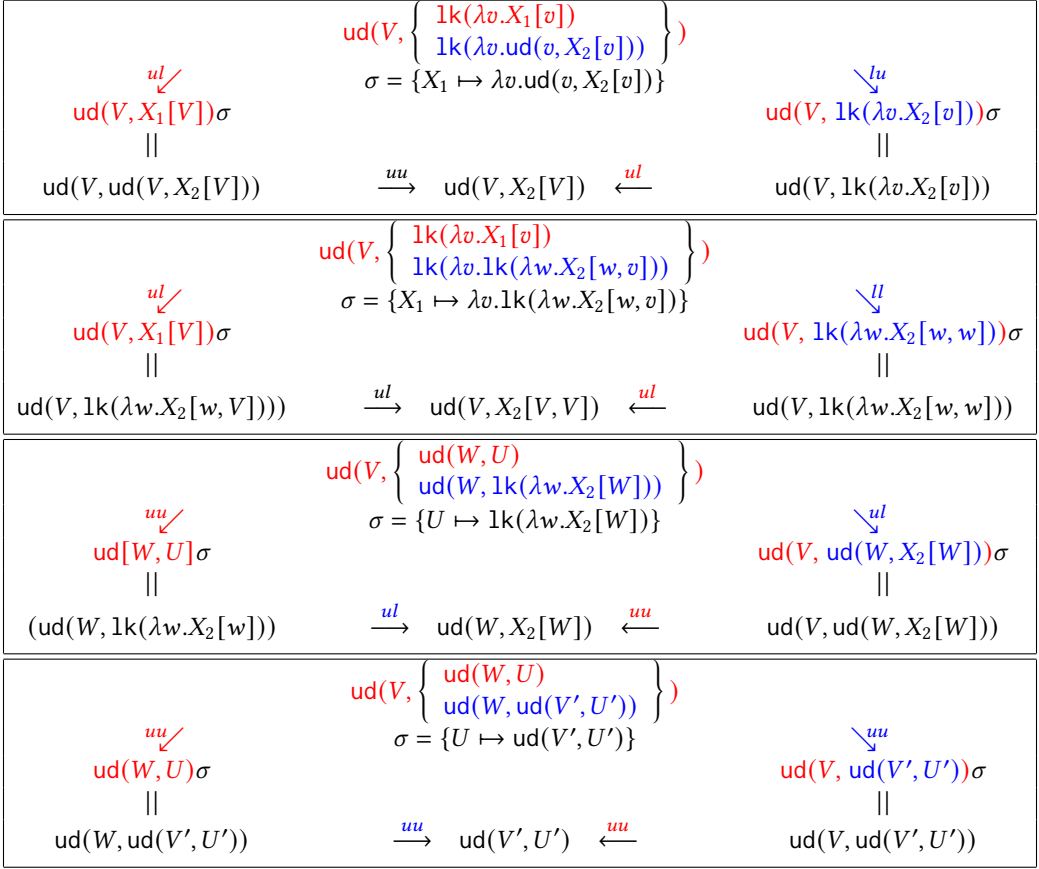 ud(V, { lk(λv.X₁[v])
lk(λv.ud(v, X₂[v])) } )
ul ↙ σ = {X₁ ↦ λv.ud(v, X₂[v])} ↘ lu
ud(V, X₁[V])σ ud(V, lk(λv.X₂[v]))σ
|| ||
ud(V, ud(V, X₂[V])) uu ⟶ ud(V, X₂[V]) ul ⟵ ud(V, lk(λv.X₂[v]))
ud(V, { lk(λv.X₁[v])
lk(λv.lk(λw.X₂[w, v])) } )
ul ↙ σ = {X₁ ↦ λv.lk(λw.X₂[w, v])} ↘ ll
ud(V, X₁[V])σ ud(V, lk(λw.X₂[w, w]))σ
|| ||
ud(V, lk(λw.X₂[w, V]))) ul ⟶ ud(V, X₂[V, V]) ul ⟵ ud(V, lk(λw.X₂[w, w]))
ud(V, { ud(W, U)
ud(W, lk(λw.X₂[W])) } )
uu ↙ σ = {U ↦ lk(λw.X₂[W])} ↘ ul
ud[W, U]σ ud(V, ud(W, X₂[W]))σ
|| ||
(ud(W, lk(λw.X₂[w])) ul ⟶ ud(W, X₂[W]) uu ⟵ ud(V, ud(W, X₂[W]))
ud(V, { ud(W, U)
ud(W, ud(V′, U′)) } )
uu ↙ σ = {U ↦ ud(V′, U′)} ↘ uu
ud(W, U)σ ud(V, ud(V′, U′))σ
|| ||
ud(W, ud(V′, U′)) uu ⟶ ud(V′, U′) uu ⟵ ud(V, ud(V′, U′))